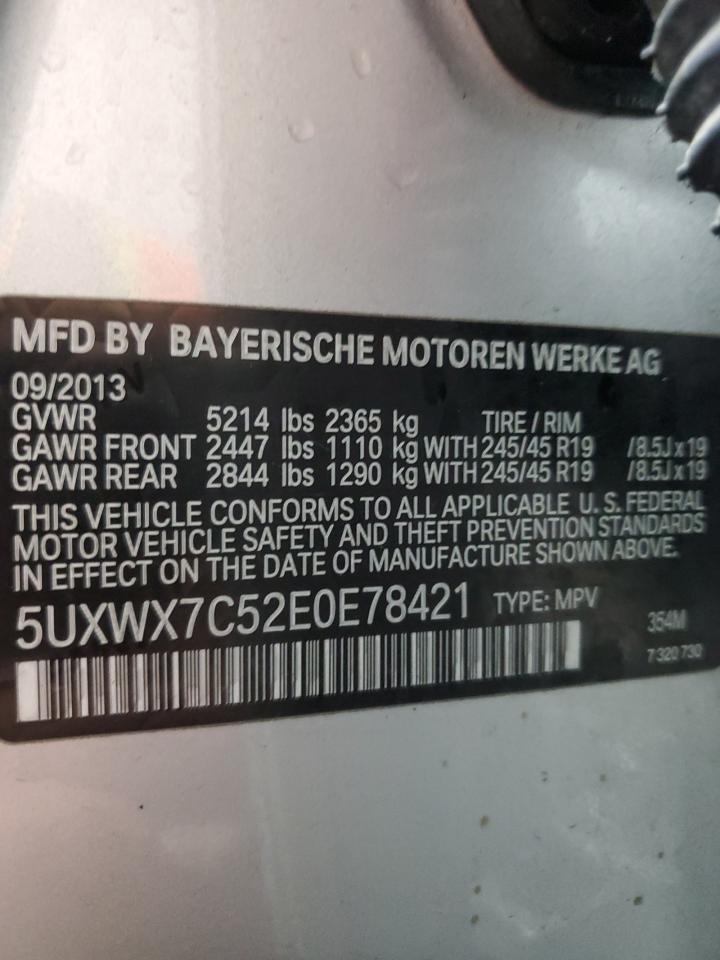 MFD BY BAYERISCHE MOTOREN WERKE AG
09/2013
GVWR 5214 lbs 2365 kg TIRE / RIM
GAWR FRONT 2447 lbs 1110 kg WITH 245/45 R19 /8.5J x 19
GAWR REAR 2844 lbs 1290 kg WITH 245/45 R19 /8.5J x 19
THIS VEHICLE CONFORMS TO ALL APPLICABLE U.S. FEDERAL
MOTOR VEHICLE SAFETY AND THEFT PREVENTION STANDARDS
IN EFFECT ON THE DATE OF MANUFACTURE SHOWN ABOVE.
5UXWX7C52E0E78421 TYPE: MPV
354M
7 320 730